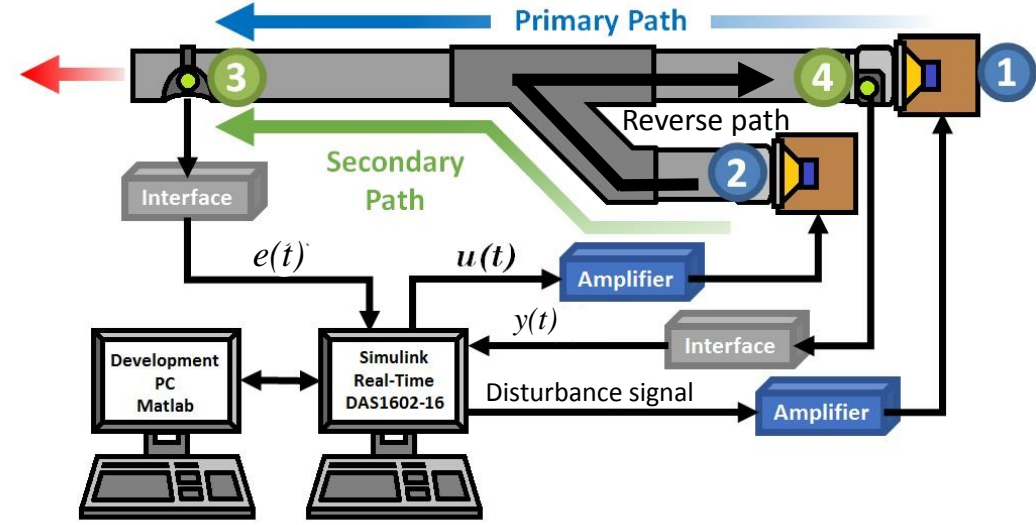 Primary Path
1
3
4
Reverse path
2
Secondary
Path
Interface
e(t)
u(t)
Amplifier
y(t)
Interface
Disturbance signal
Amplifier
Development
PC
Matlab
Simulink
Real-Time
DAS1602-16